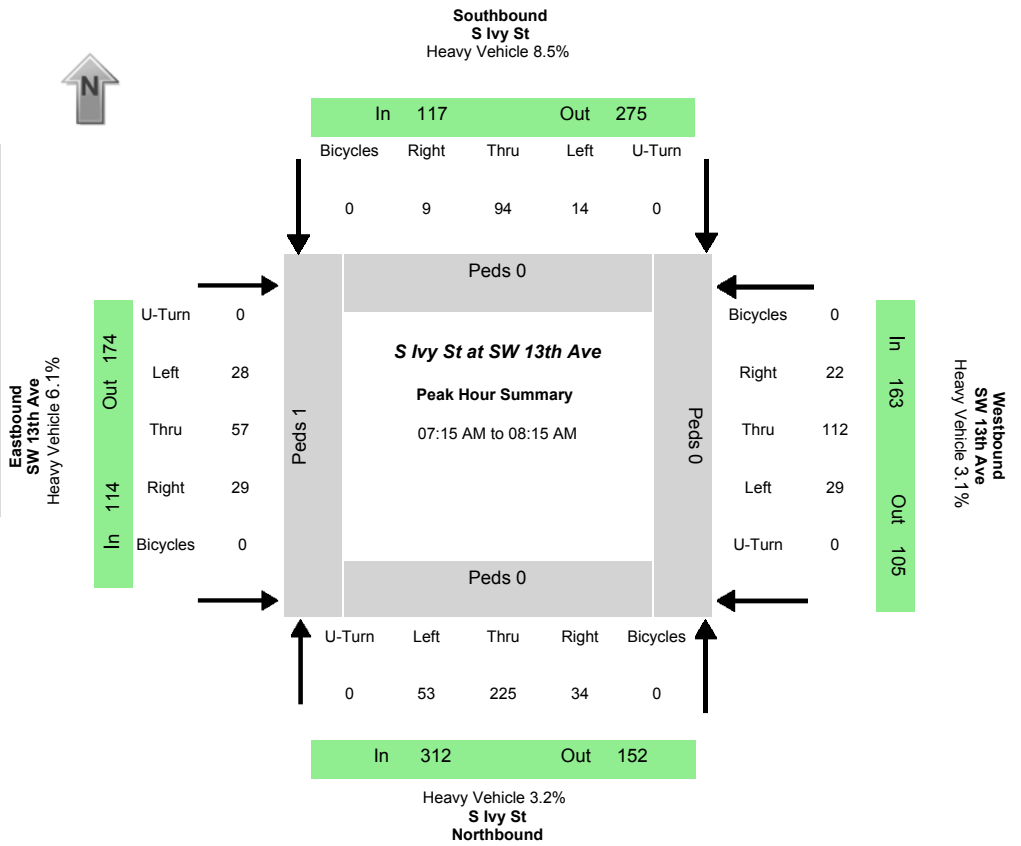 Southbound
S Ivy St
Heavy Vehicle 8.5%
N
In 117 Out 275
Bicycles Right Thru Left U-Turn
0 9 94 14 0
Peds 0
Eastbound
SW 13th Ave
Heavy Vehicle 6.1%
Out 174
In 114
U-Turn 0
Left 28
Thru 57
Right 29
Bicycles 0
Peds 1
S Ivy St at SW 13th Ave
Peak Hour Summary
07:15 AM to 08:15 AM
Peds 0
Bicycles 0
Right 22
Thru 112
Left 29
U-Turn 0
In 163
Out 105
Westbound
SW 13th Ave
Heavy Vehicle 3.1%
Peds 0
U-Turn Left Thru Right Bicycles
0 53 225 34 0
In 312 Out 152
Heavy Vehicle 3.2%
S Ivy St
Northbound